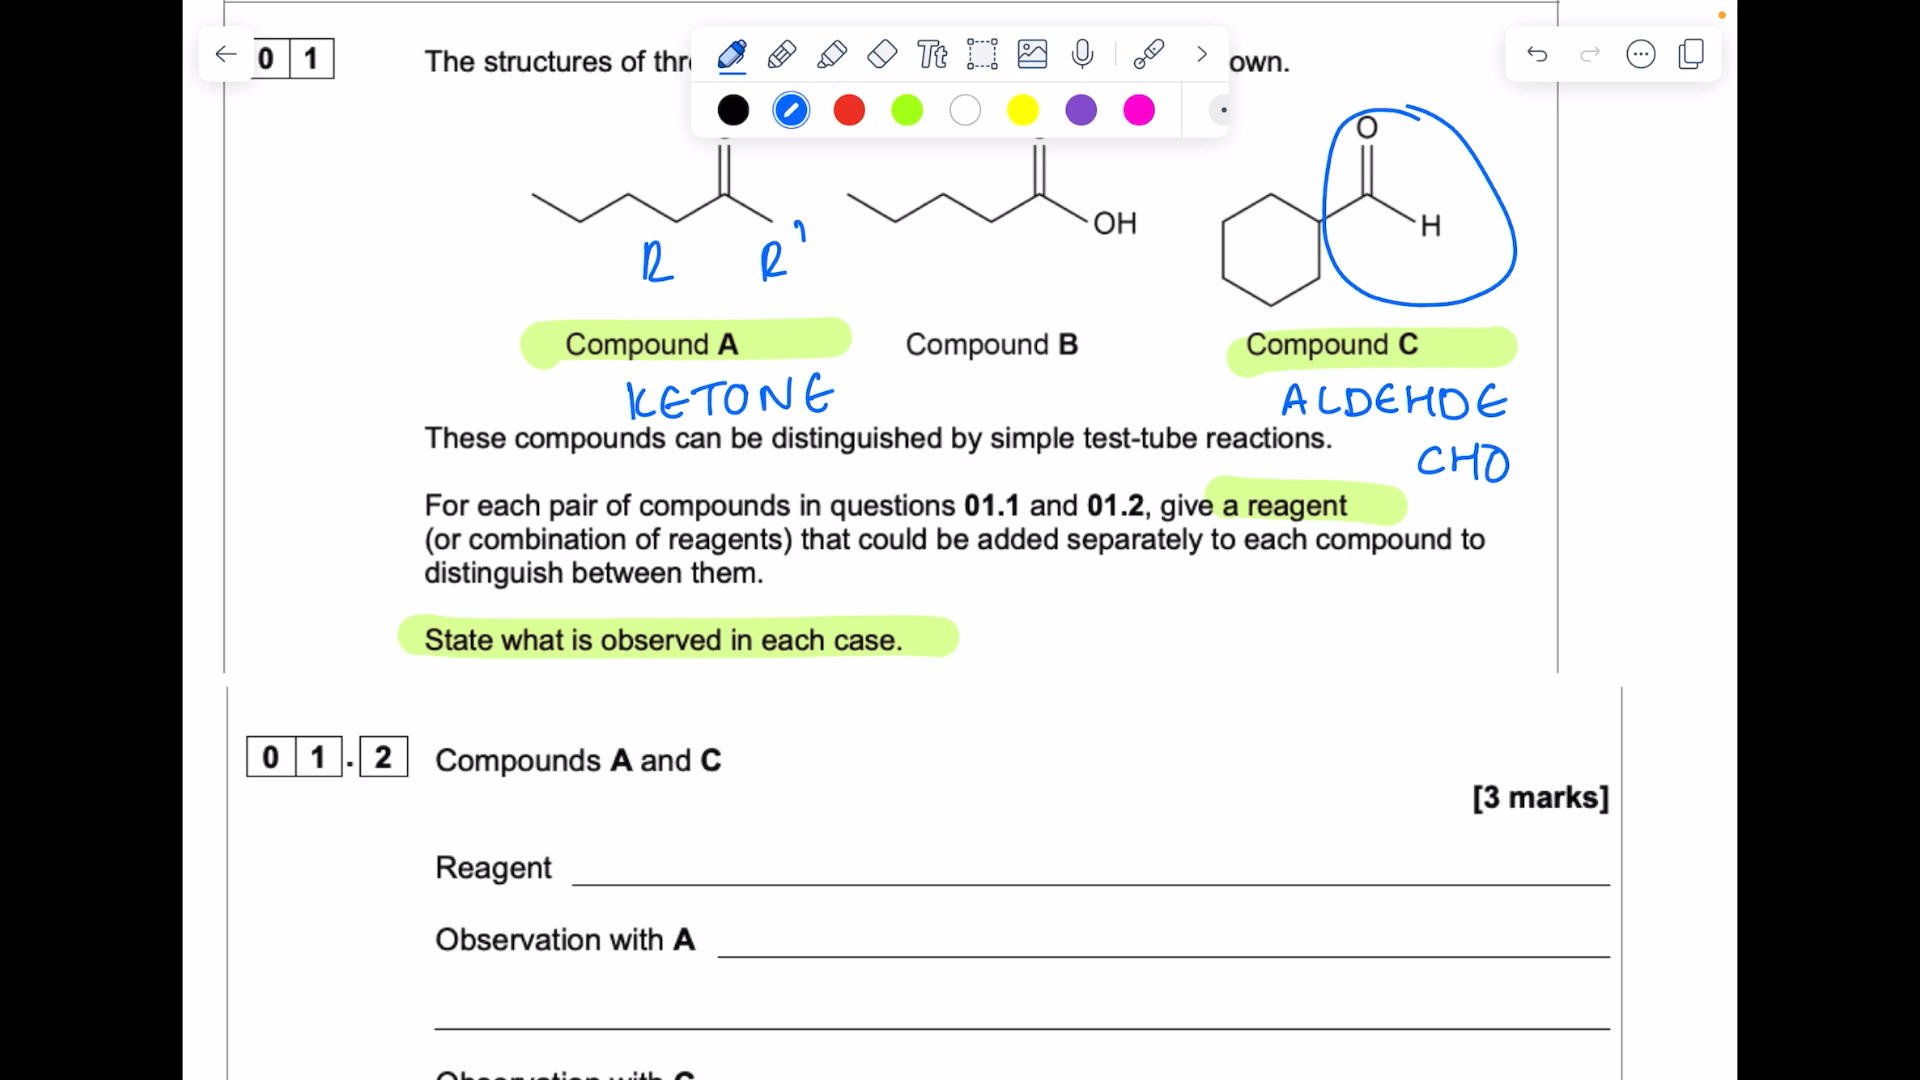 0 1 The structures of thr own.
Tt
O
OH
H
R R'
Compound A Compound B Compound C
KETONE ALDEHDE
These compounds can be distinguished by simple test-tube reactions.
CHO
For each pair of compounds in questions 01.1 and 01.2, give a reagent
(or combination of reagents) that could be added separately to each compound to
distinguish between them.
State what is observed in each case.
0 1 . 2 Compounds A and C
[3 marks]
Reagent
Observation with A
Observation with C